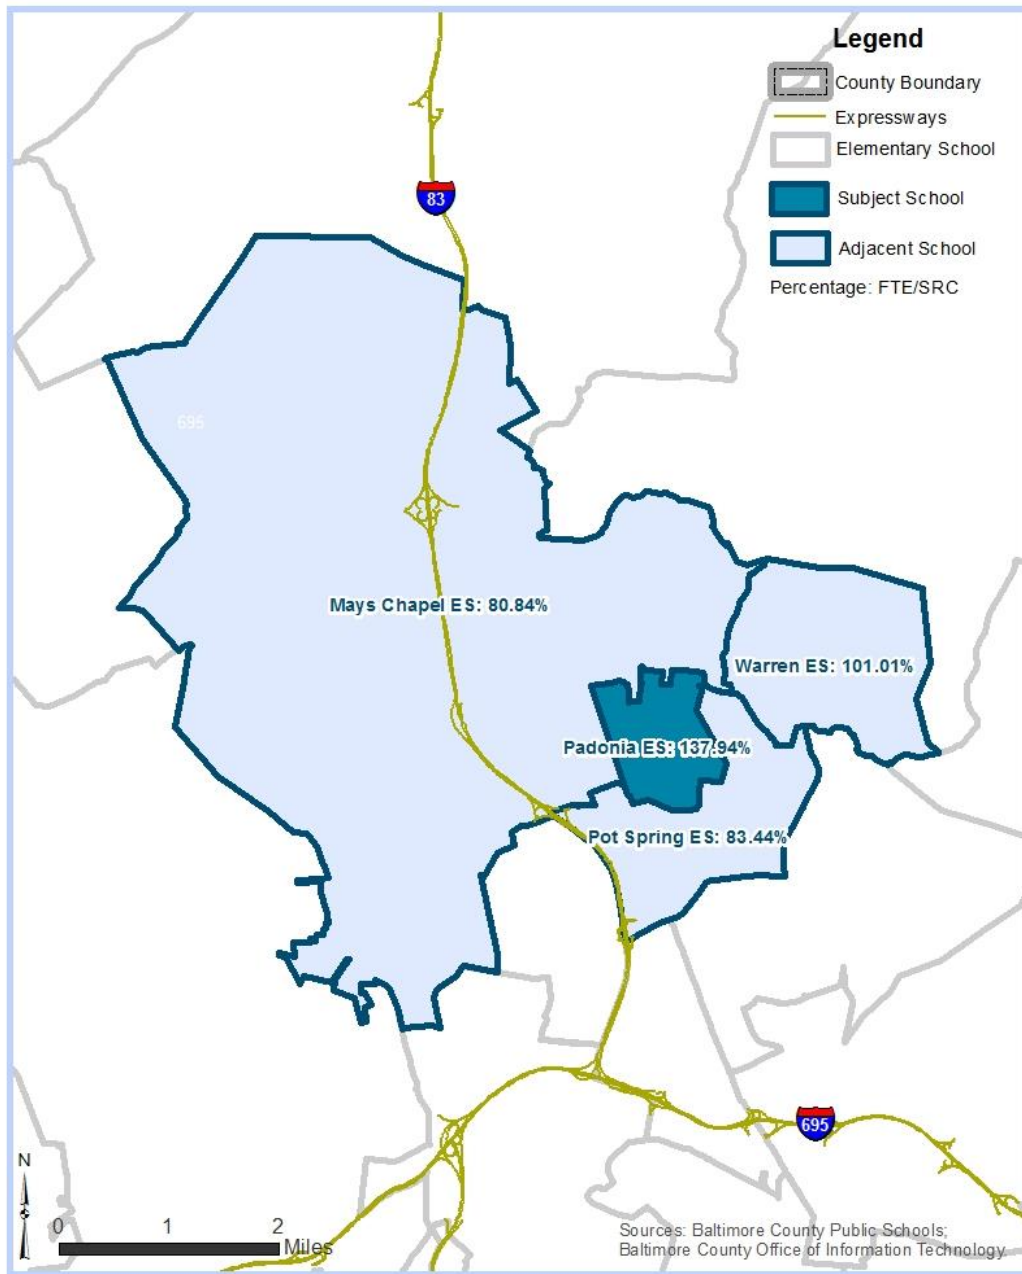 Legend
County Boundary
Expressways
Elementary School
Subject School
Adjacent School
Percentage: FTE/SRC
83
695
Mays Chapel ES: 80.84%
Warren ES: 101.01%
Padonia ES: 137.94%
Pot Spring ES: 83.44%
695
N
0 1 2
Miles
Sources: Baltimore County Public Schools;
Baltimore County Office of Information Technology